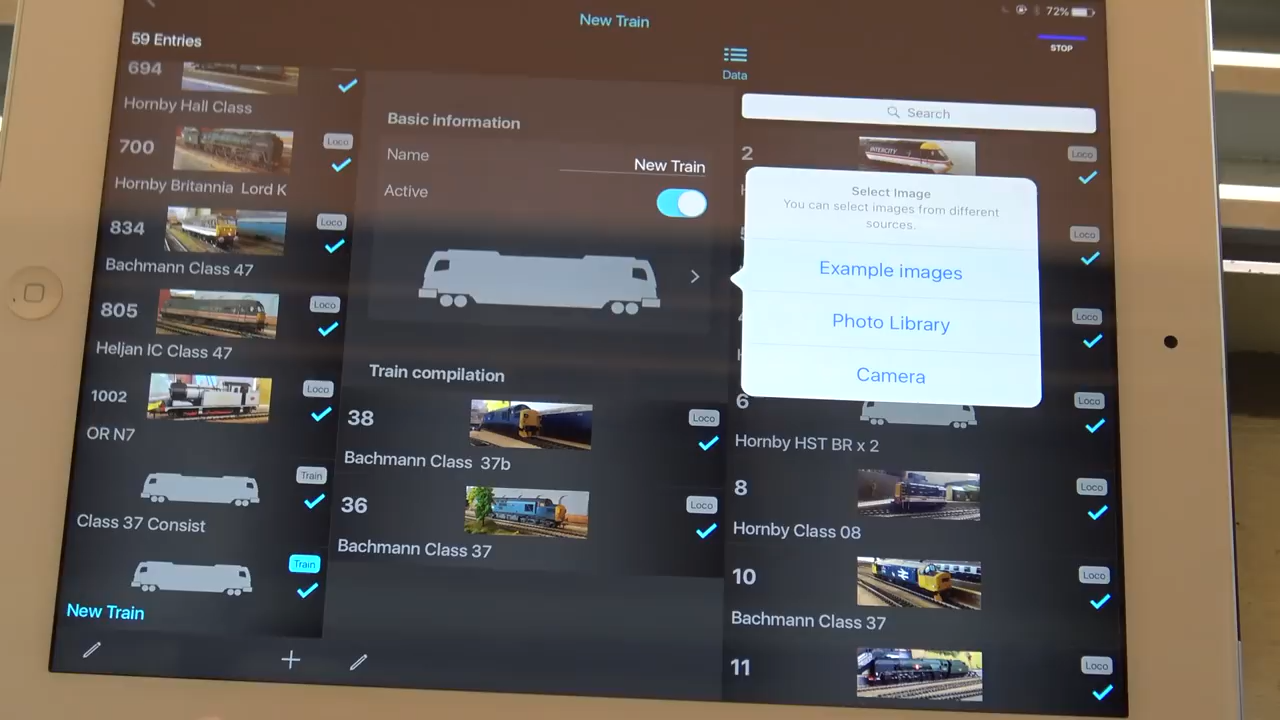 New Train
72%
STOP
59 Entries
Data
694
Hornby Hall Class
700
Loco
Hornby Britannia Lord K
834
Loco
Bachmann Class 47
805
Loco
Heljan IC Class 47
1002
Loco
OR N7
Train
Class 37 Consist
Train
New Train
Basic information
Name
New Train
Active
Train compilation
38
Loco
Bachmann Class 37b
36
Loco
Bachmann Class 37
Search
2
INTERCITY
Loco
Select Image
You can select images from different
sources.
Example images
Photo Library
Camera
Loco
Loco
6
Loco
Hornby HST BR x 2
8
Loco
Hornby Class 08
10
Loco
Bachmann Class 37
11
Loco